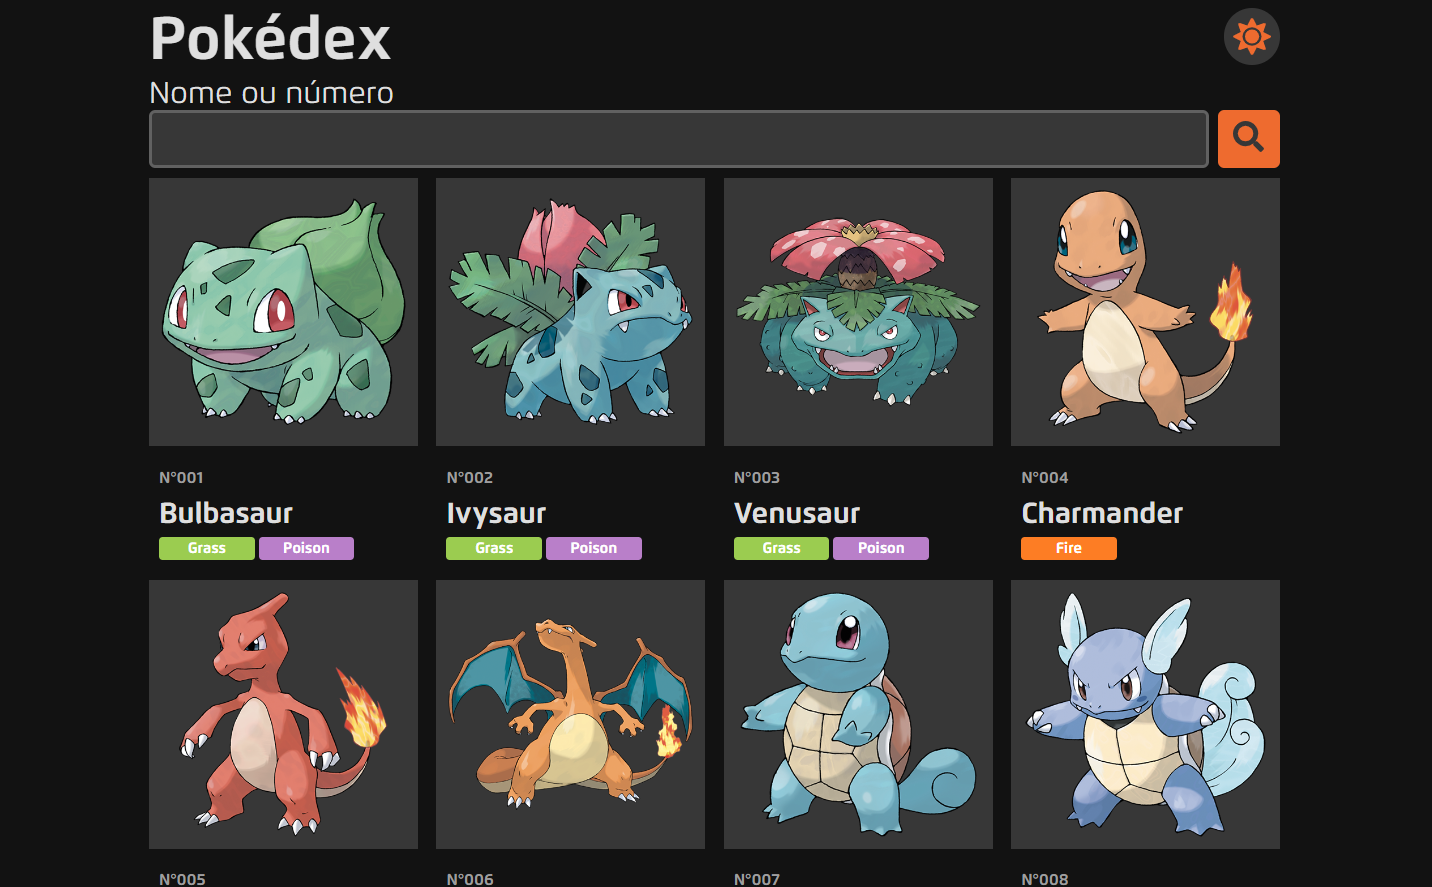 Pokédex
Nome ou número
N°001
Bulbasaur
Grass Poison
N°002
Ivysaur
Grass Poison
N°003
Venusaur
Grass Poison
N°004
Charmander
Fire
N°005
N°006
N°007
N°008